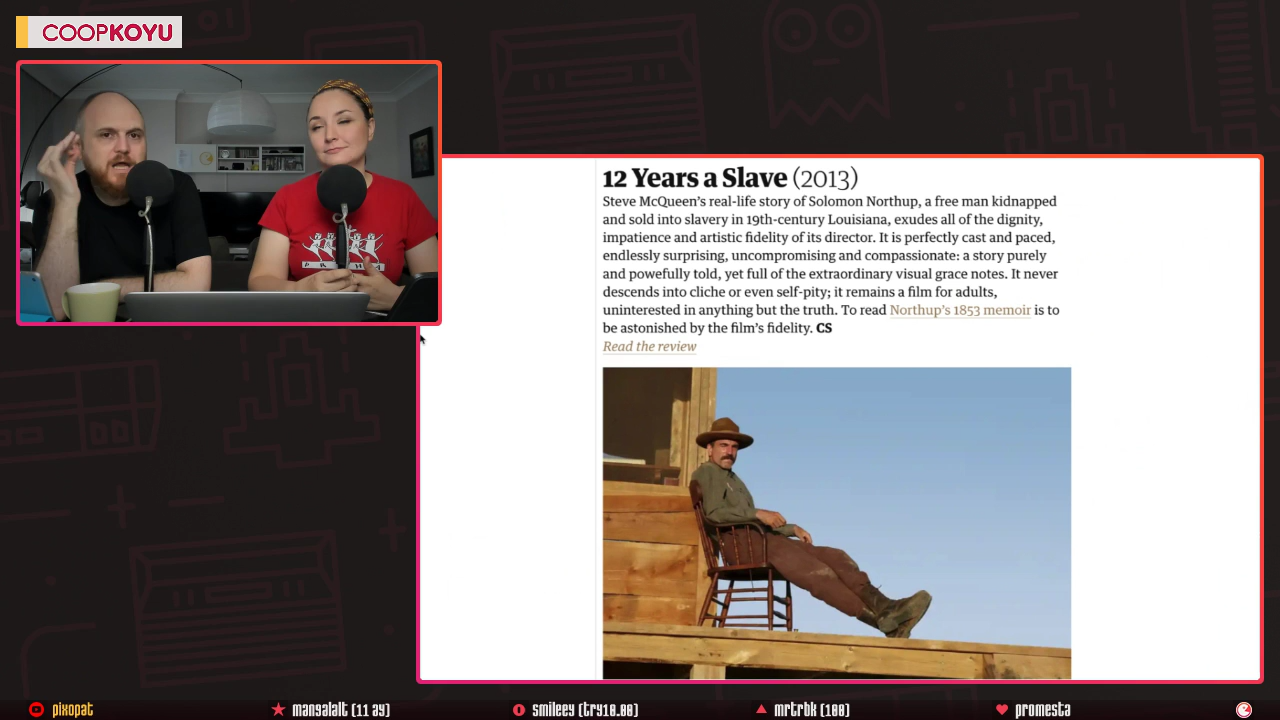 COOPKOYU
12 Years a Slave (2013)
Steve McQueen's real-life story of Solomon Northup, a free man kidnapped
and sold into slavery in 19th-century Louisiana, exudes all of the dignity,
impatience and artistic fidelity of its director. It is perfectly cast and paced,
endlessly surprising, uncompromising and compassionate: a story purely
and powefully told, yet full of the extraordinary visual grace notes. It never
descends into cliche or even self-pity; it remains a film for adults,
uninterested in anything but the truth. To read Northup's 1853 memoir is to
be astonished by the film's fidelity. CS
Read the review
pixopat
mangalalt (11 ay)
smileey (try10.00)
mrtrbk (100)
promesta